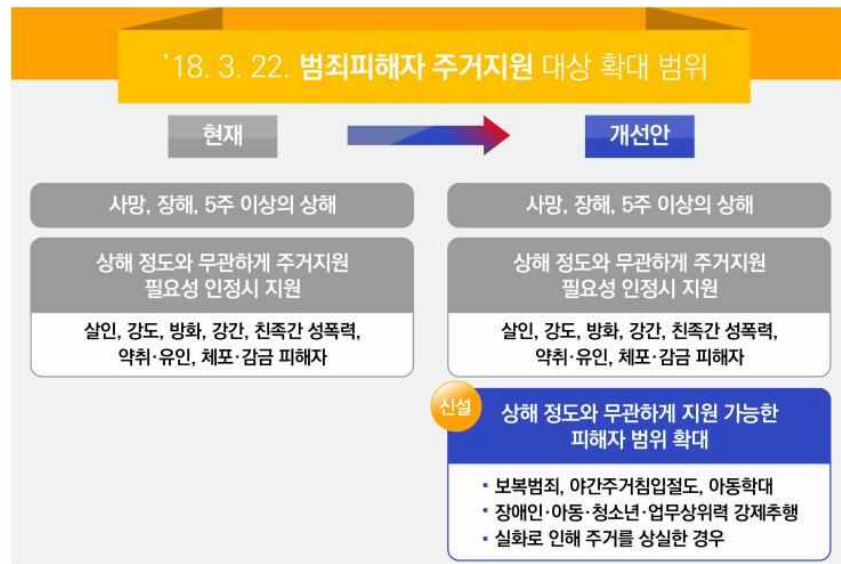 '18. 3. 22. 범죄피해자 주거지원 대상 확대 범위
현재
개선안
사망, 장해, 5주 이상의 상해
상해 정도와 무관하게 주거지원
필요성 인정시 지원
살인, 강도, 방화, 강간, 친족간 성폭력,
약취·유인, 체포·감금 피해자
사망, 장해, 5주 이상의 상해
상해 정도와 무관하게 주거지원
필요성 인정시 지원
살인, 강도, 방화, 강간, 친족간 성폭력,
약취·유인, 체포·감금 피해자
신설
상해 정도와 무관하게 지원 가능한
피해자 범위 확대
• 보복범죄, 야간주거침입절도, 아동학대
• 장애인·아동·청소년·업무상위력 강제추행
• 실화로 인해 주거를 상실한 경우